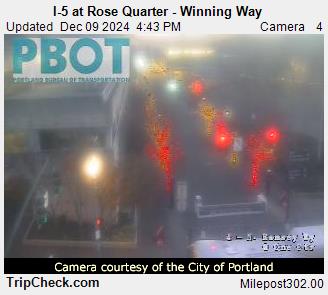 I-5 at Rose Quarter - Winning Way
Updated Dec 09 2024 4:43 PM Camera 4
PBOT
PORTLAND BUREAU OF TRANSPORTATION
Camera courtesy of the City of Portland
TripCheck.com Milepost302.00